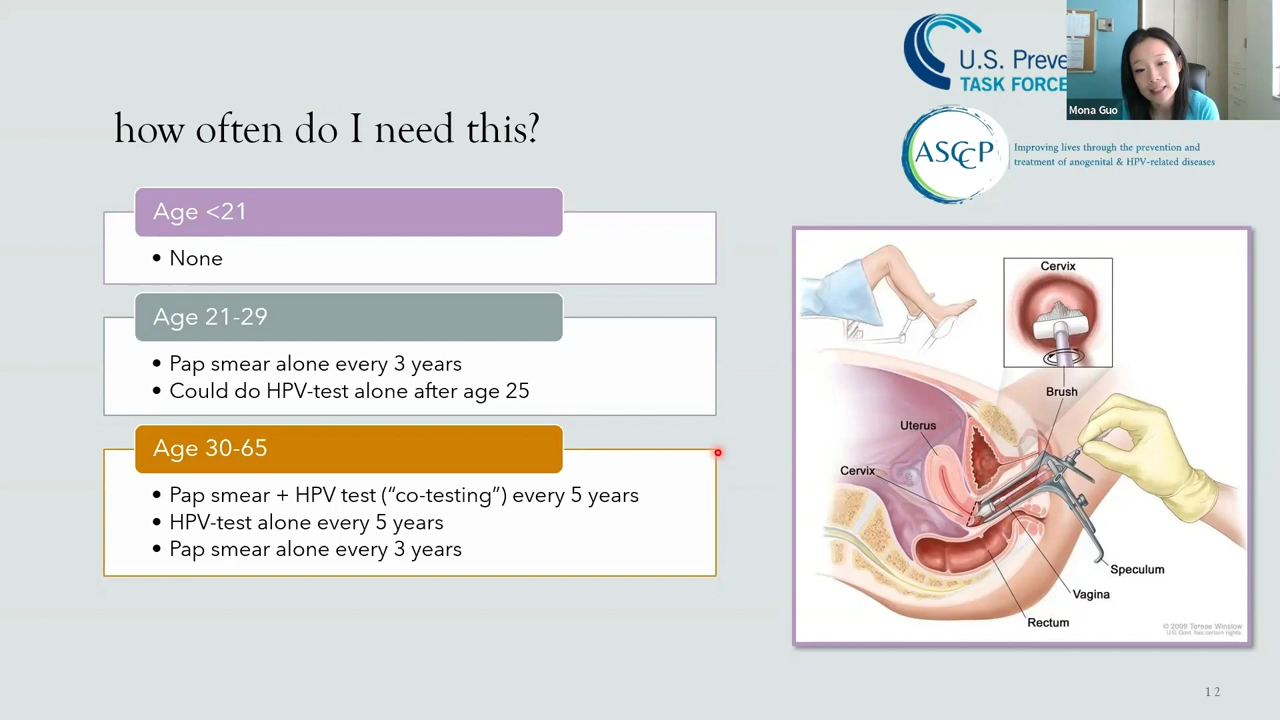 U.S. Preve
TASK FORCE
Mona Guo
ASCCP
Improving lives through the prevention and
treatment of anogenital & HPV-related diseases
how often do I need this?
Age <21
• None
Age 21-29
• Pap smear alone every 3 years
• Could do HPV-test alone after age 25
Age 30-65
• Pap smear + HPV test (“co-testing”) every 5 years
• HPV-test alone every 5 years
• Pap smear alone every 3 years
Cervix
Brush
Uterus
Cervix
Speculum
Vagina
Rectum
© 2009 Terese Winslow
U.S. Govt. has certain rights
12